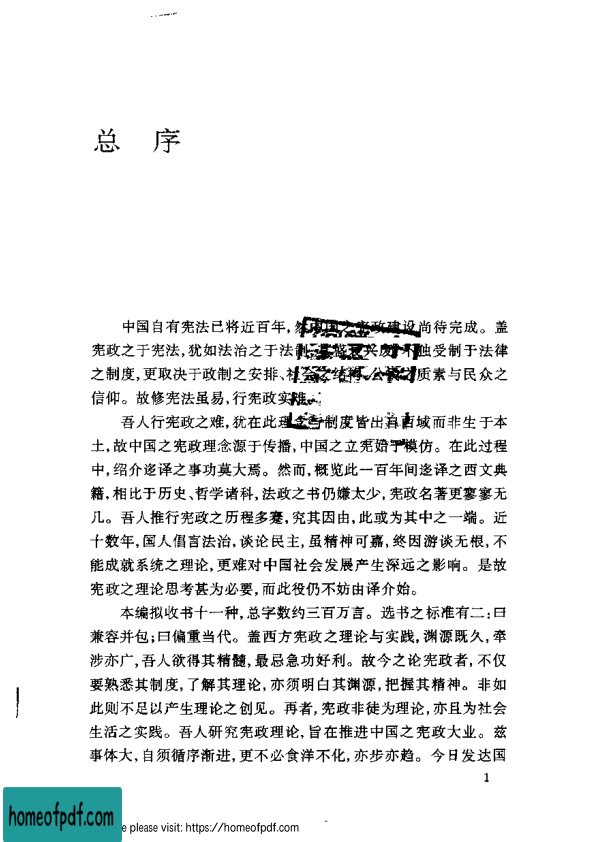 总 序
中国自有宪法已将近百年,然中国之宪政建设尚待完成。盖
宪政之于宪法,犹如法治之于法制,其盛衰兴废,不独受制于法律
之制度,更取决于政制之安排、社会之结构、公民之质素与民众之
信仰。故修宪法虽易,行宪政实难。
吾人行宪政之难,犹在此理念与制度皆出自西域而非生于本
土,故中国之宪政理念源于传播,中国之立宪始于模仿。在此过程
中,绍介迻译之事功莫大焉。然而,概览此一百年间迻译之西文典
籍,相比于历史、哲学诸科,法政之书仍嫌太少,宪政名著更寥寥无
几。吾人推行宪政之历程多蹇,究其因由,此或为其中之一端。近
十数年,国人倡言法治,谈论民主,虽精神可嘉,终因游谈无根,不
能成就系统之理论,更难对中国社会发展产生深远之影响。是故
宪政之理论思考甚为必要,而此役仍不妨由译介始。
本编拟收书十一种,总字数约三百万言。选书之标准有二:曰
兼容并包;曰偏重当代。盖西方宪政之理论与实践,渊源既久,牵
涉亦广,吾人欲得其精髓,最忌急功好利。故今之论宪政者,不仅
要熟悉其制度,了解其理论,亦须明白其渊源,把握其精神。非如
此则不足以产生理论之创见。再者,宪政非徒为理论,亦且为社会
生活之实践。吾人研究宪政理论,旨在推进中国之宪政大业。兹
事体大,自须循序渐进,更不必食洋不化,亦步亦趋。今日发达国
1
homeofpdf.com
e please visit: https://homeofpdf.com